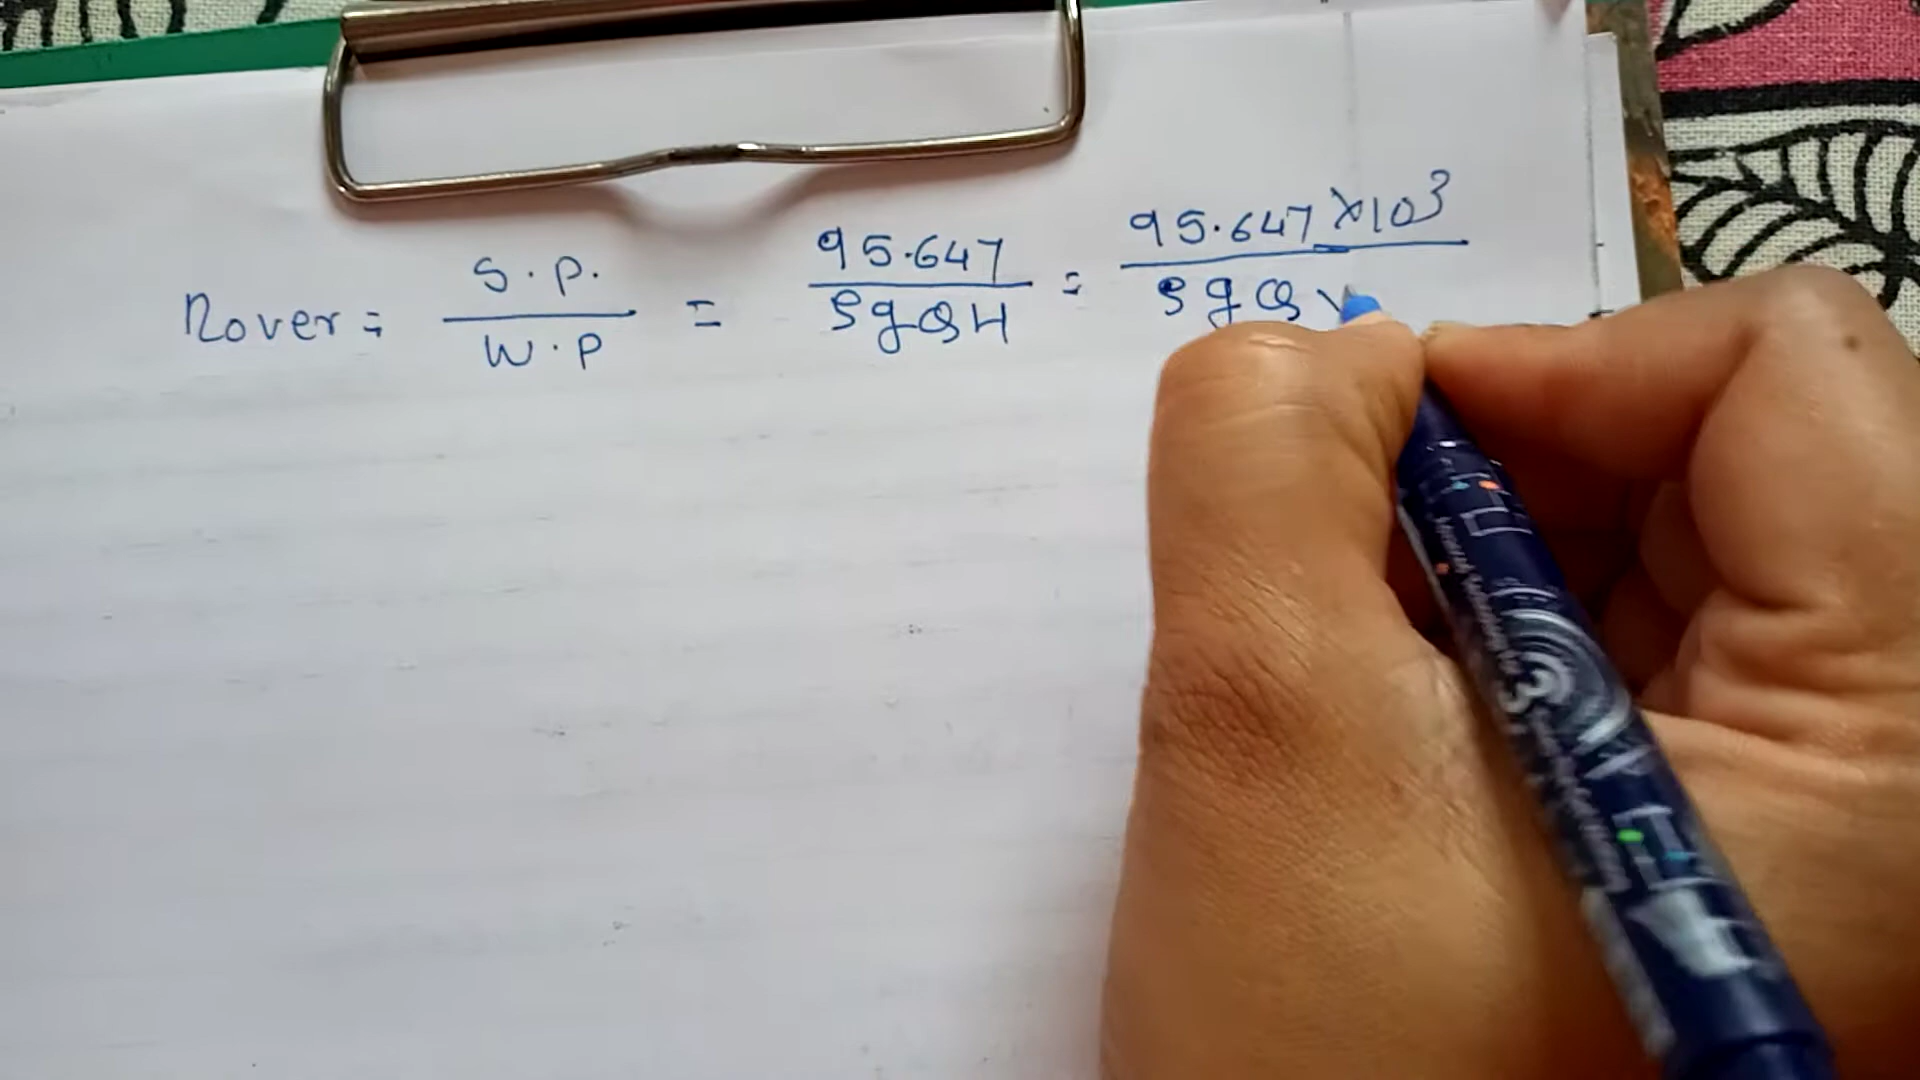 ηover = S.P. / W.P = 95.647 / ρgQH = 95.647 × 10³ / ρgQ ×